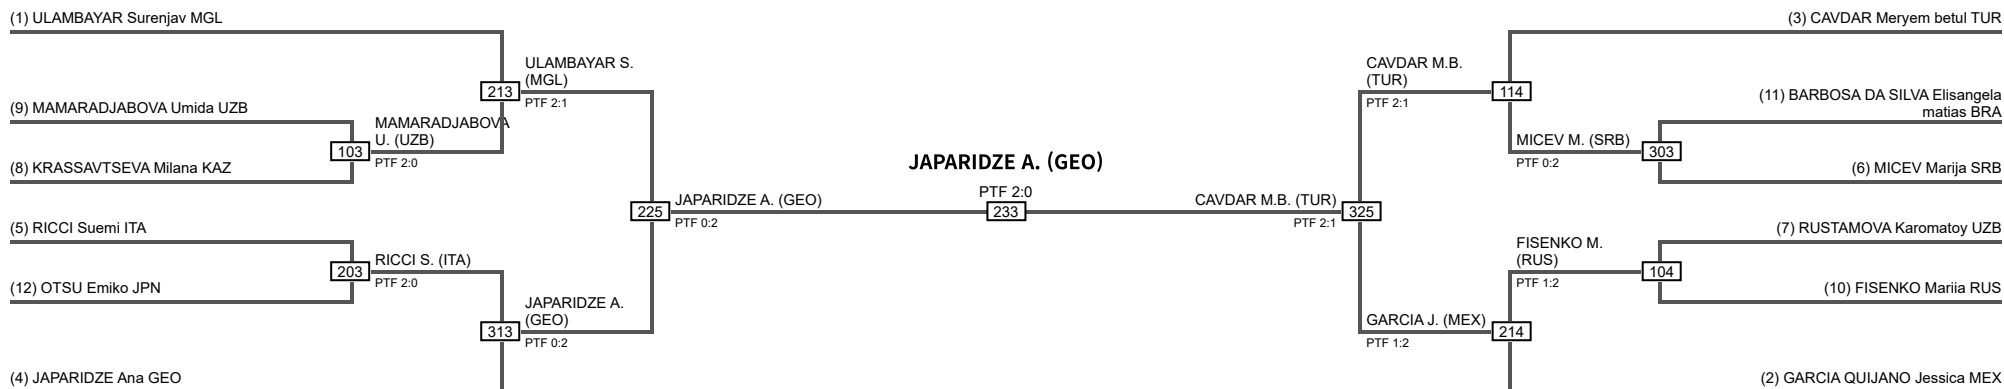 (1) ULAMBAYAR Surenjav MGL
(9) MAMARADJABOVA Umida UZB
(8) KRASSAVTSEVA Milana KAZ
(5) RICCI Suemi ITA
(12) OTSU Emiko JPN
(4) JAPARIDZE Ana GEO
103
MAMARADJABOVA
U. (UZB)
PTF 2:0
203
RICCI S. (ITA)
PTF 2:0
213
ULAMBAYAR S.
(MGL)
PTF 2:1
313
JAPARIDZE A.
(GEO)
PTF 0:2
225
JAPARIDZE A. (GEO)
PTF 0:2
JAPARIDZE A. (GEO)
PTF 2:0
233
CAVDAR M.B. (TUR)
PTF 2:1
325
CAVDAR M.B.
(TUR)
PTF 2:1
114
GARCIA J. (MEX)
PTF 1:2
214
MICEV M. (SRB)
PTF 0:2
303
FISENKO M.
(RUS)
PTF 1:2
104
(3) CAVDAR Meryem betul TUR
(11) BARBOSA DA SILVA Elisangela
matias BRA
(6) MICEV Marija SRB
(7) RUSTAMOVA Karomatoy UZB
(10) FISENKO Mariia RUS
(2) GARCIA QUIJANO Jessica MEX